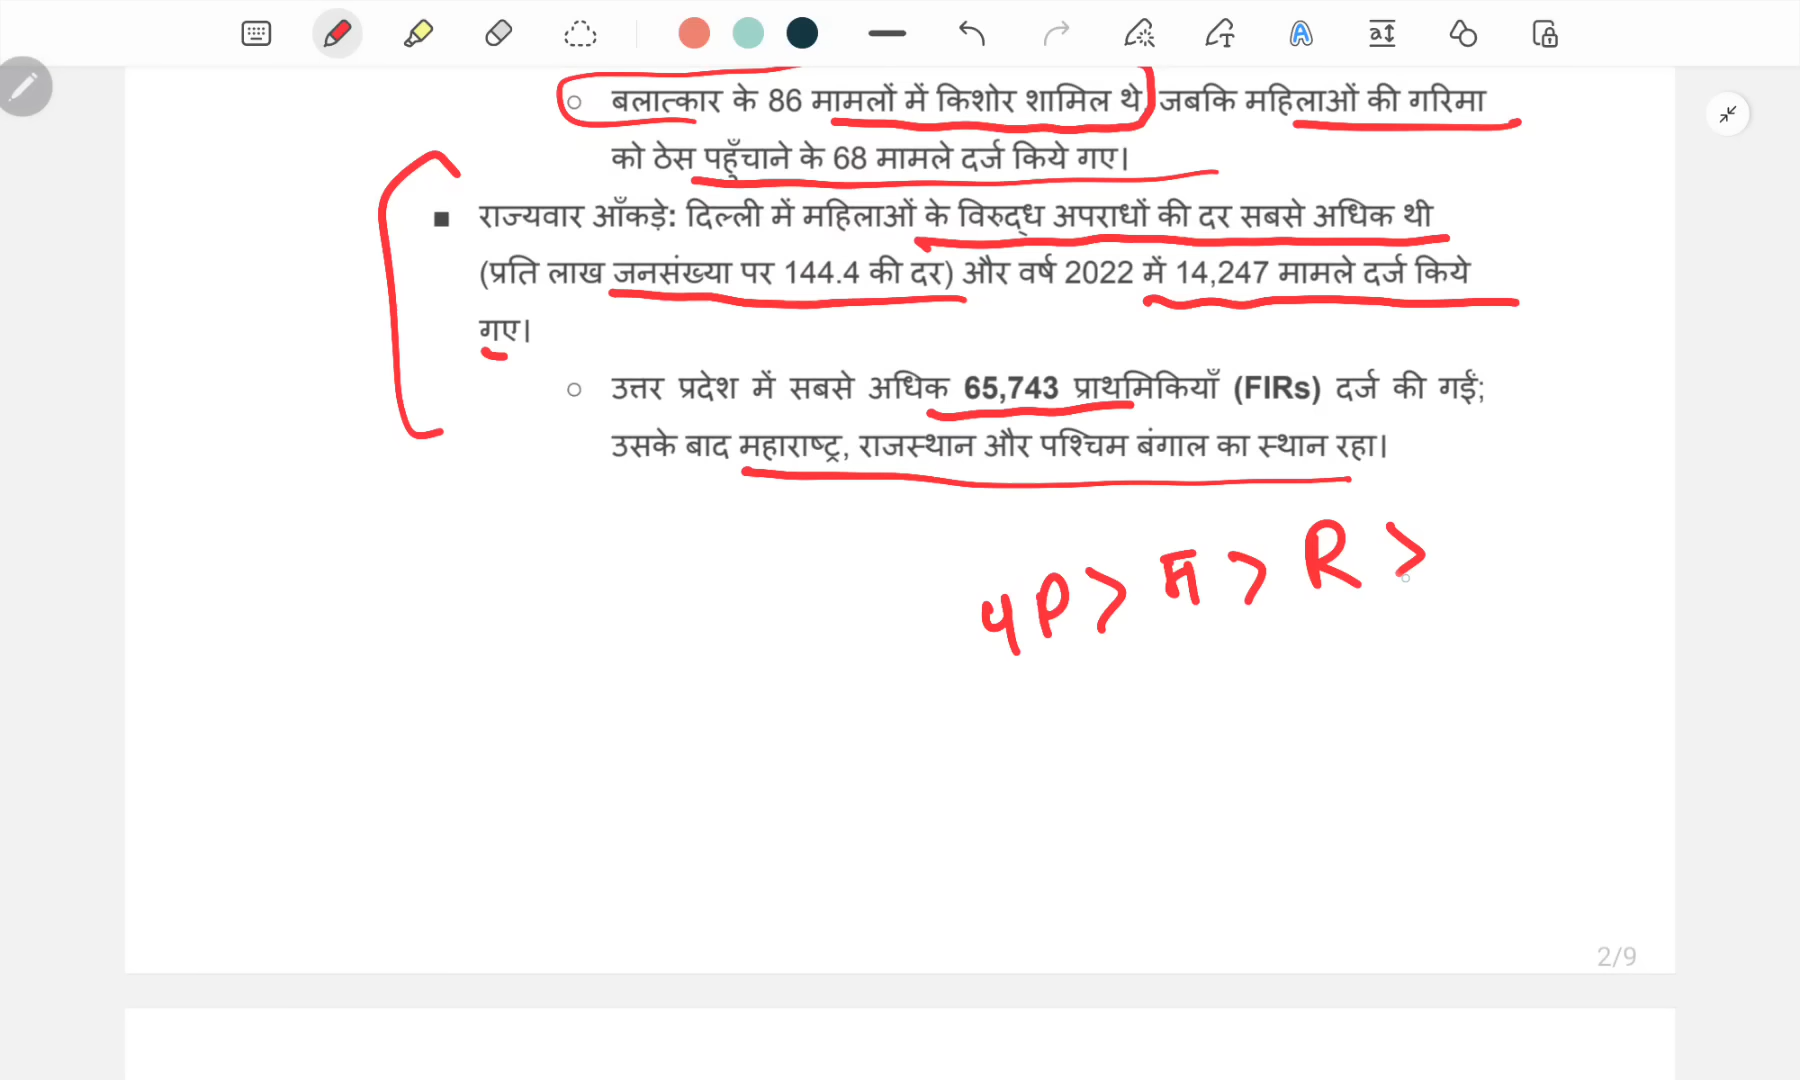 बलात्कार के 86 मामलों में किशोर शामिल थे, जबकि महिलाओं की गरिमा
को ठेस पहुँचाने के 68 मामले दर्ज किये गए।
राज्यवार आँकड़े: दिल्ली में महिलाओं के विरुद्ध अपराधों की दर सबसे अधिक थी
(प्रति लाख जनसंख्या पर 144.4 की दर) और वर्ष 2022 में 14,247 मामले दर्ज किये
गए।
उत्तर प्रदेश में सबसे अधिक 65,743 प्राथमिकियाँ (FIRs) दर्ज की गईं;
उसके बाद महाराष्ट्र, राजस्थान और पश्चिम बंगाल का स्थान रहा।
UP > म > R >
2/9